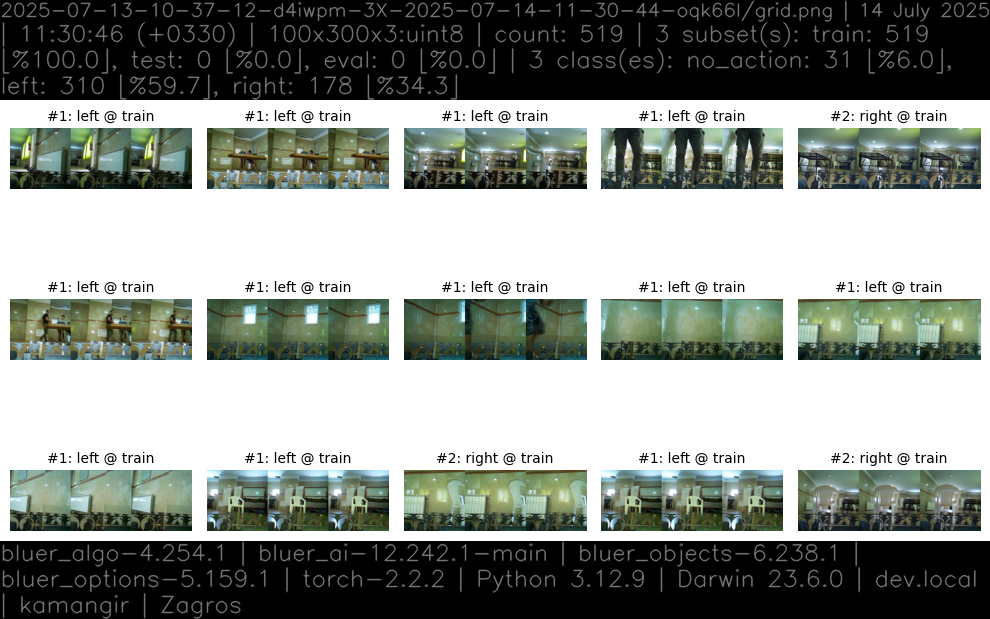 2025-07-13-10-37-12-d4iwpm-3X-2025-07-14-11-30-44-oqk66l/grid.png | 14 July 2025
| 11:30:46 (+0330) | 100x300x3:uint8 | count: 519 | 3 subset(s): train: 519
[%100.0], test: 0 [%0.0], eval: 0 [%0.0] | 3 class(es): no_action: 31 [%6.0],
left: 310 [%59.7], right: 178 [%34.3]
#1: left @ train #1: left @ train #1: left @ train #1: left @ train #2: right @ train
#1: left @ train #1: left @ train #1: left @ train #1: left @ train #1: left @ train
#1: left @ train #1: left @ train #2: right @ train #1: left @ train #2: right @ train
bluer_algo-4.254.1 | bluer_ai-12.242.1-main | bluer_objects-6.238.1 |
bluer_options-5.159.1 | torch-2.2.2 | Python 3.12.9 | Darwin 23.6.0 | dev.local
| kamangir | Zagros